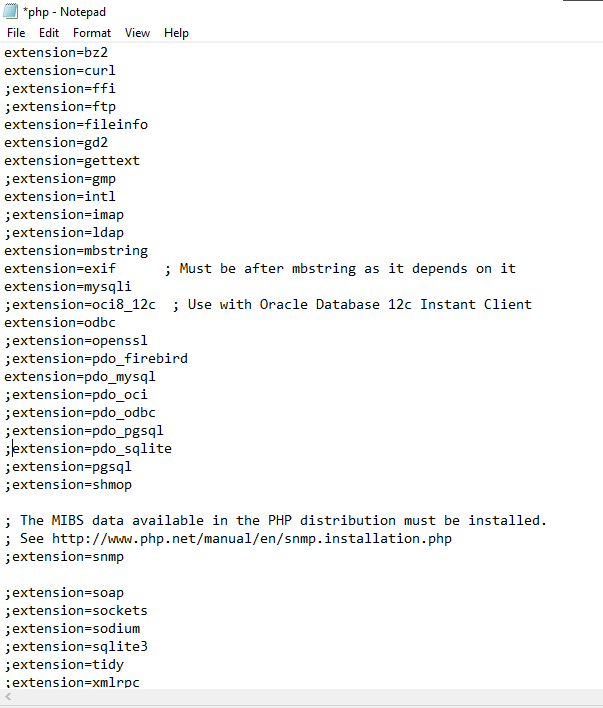 *php - Notepad
File Edit Format View Help
extension=bz2
extension=curl
;extension=ffi
;extension=ftp
extension=fileinfo
extension=gd2
extension=gettext
;extension=gmp
extension=intl
;extension=imap
;extension=ldap
extension=mbstring
extension=exif      ; Must be after mbstring as it depends on it
extension=mysqli
;extension=oci8_12c  ; Use with Oracle Database 12c Instant Client
extension=odbc
;extension=openssl
;extension=pdo_firebird
extension=pdo_mysql
;extension=pdo_oci
;extension=pdo_odbc
;extension=pdo_pgsql
;extension=pdo_sqlite
;extension=pgsql
;extension=shmop

; The MIBS data available in the PHP distribution must be installed.
; See http://www.php.net/manual/en/snmp.installation.php
;extension=snmp

;extension=soap
;extension=sockets
;extension=sodium
;extension=sqlite3
;extension=tidy
;extension=xmlrpc